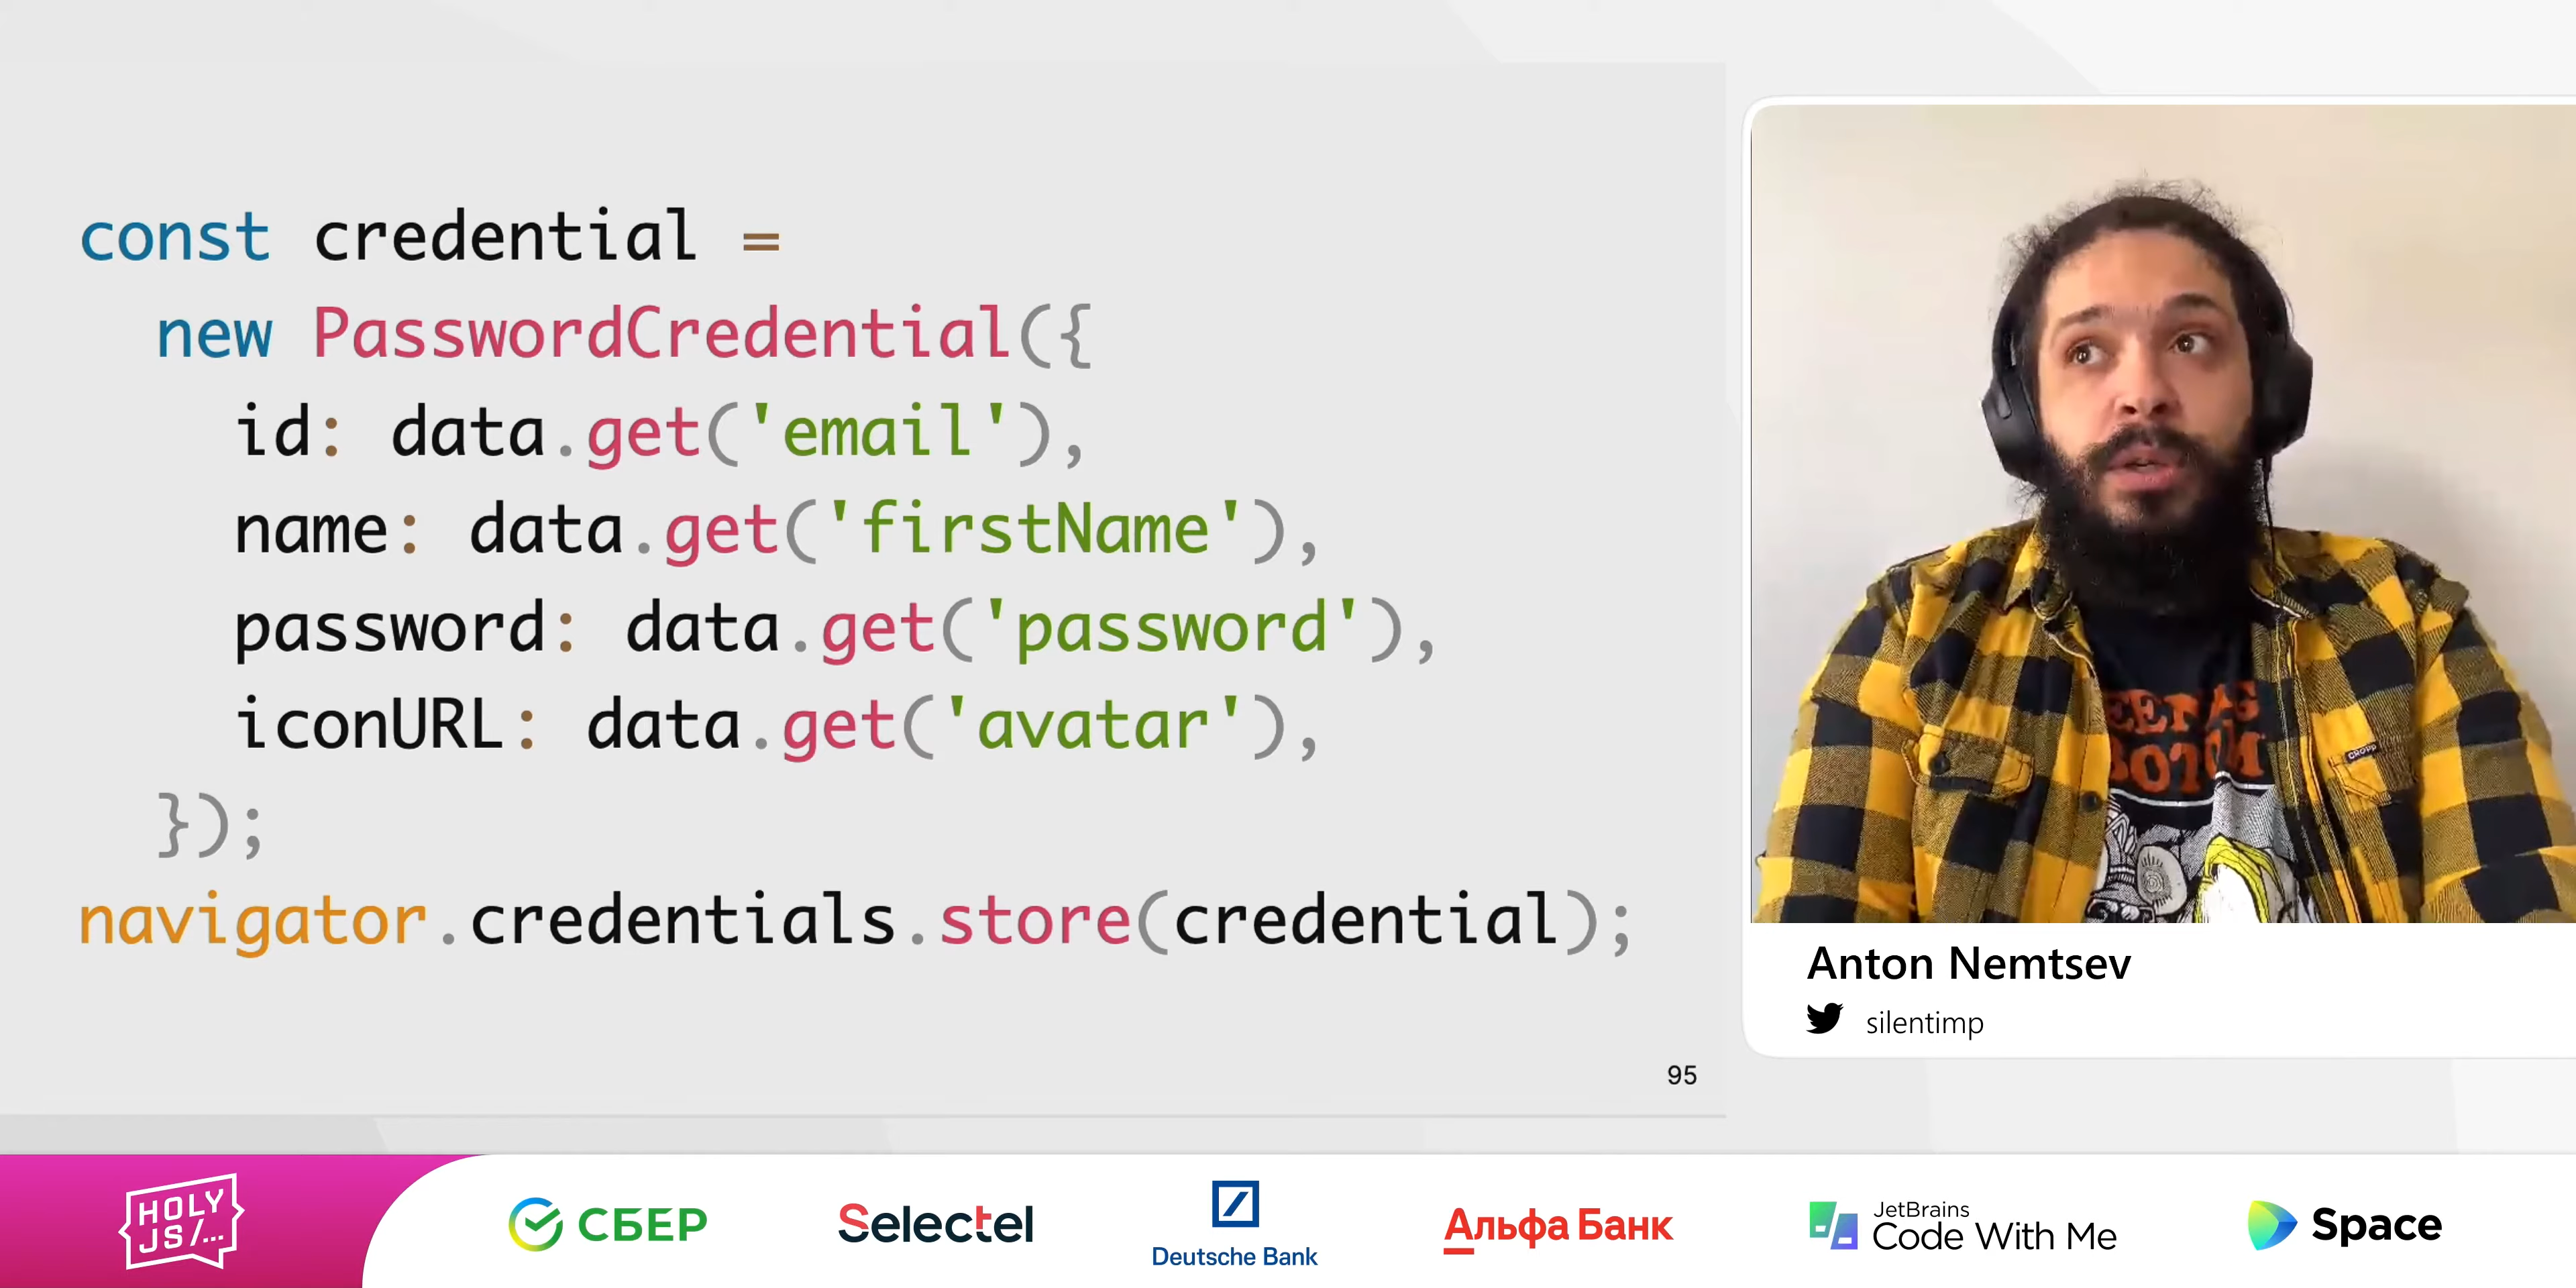 const credential =
new PasswordCredential({
id: data.get('email'),
name: data.get('firstName'),
password: data.get('password'),
iconURL: data.get('avatar'),
});
navigator.credentials.store(credential);
95
CROPP
Anton Nemtsev
silentimp
HOLY
JS/...
СБЕР
Selectel
Deutsche Bank
Альфа Банк
JetBrains
Code With Me
Space